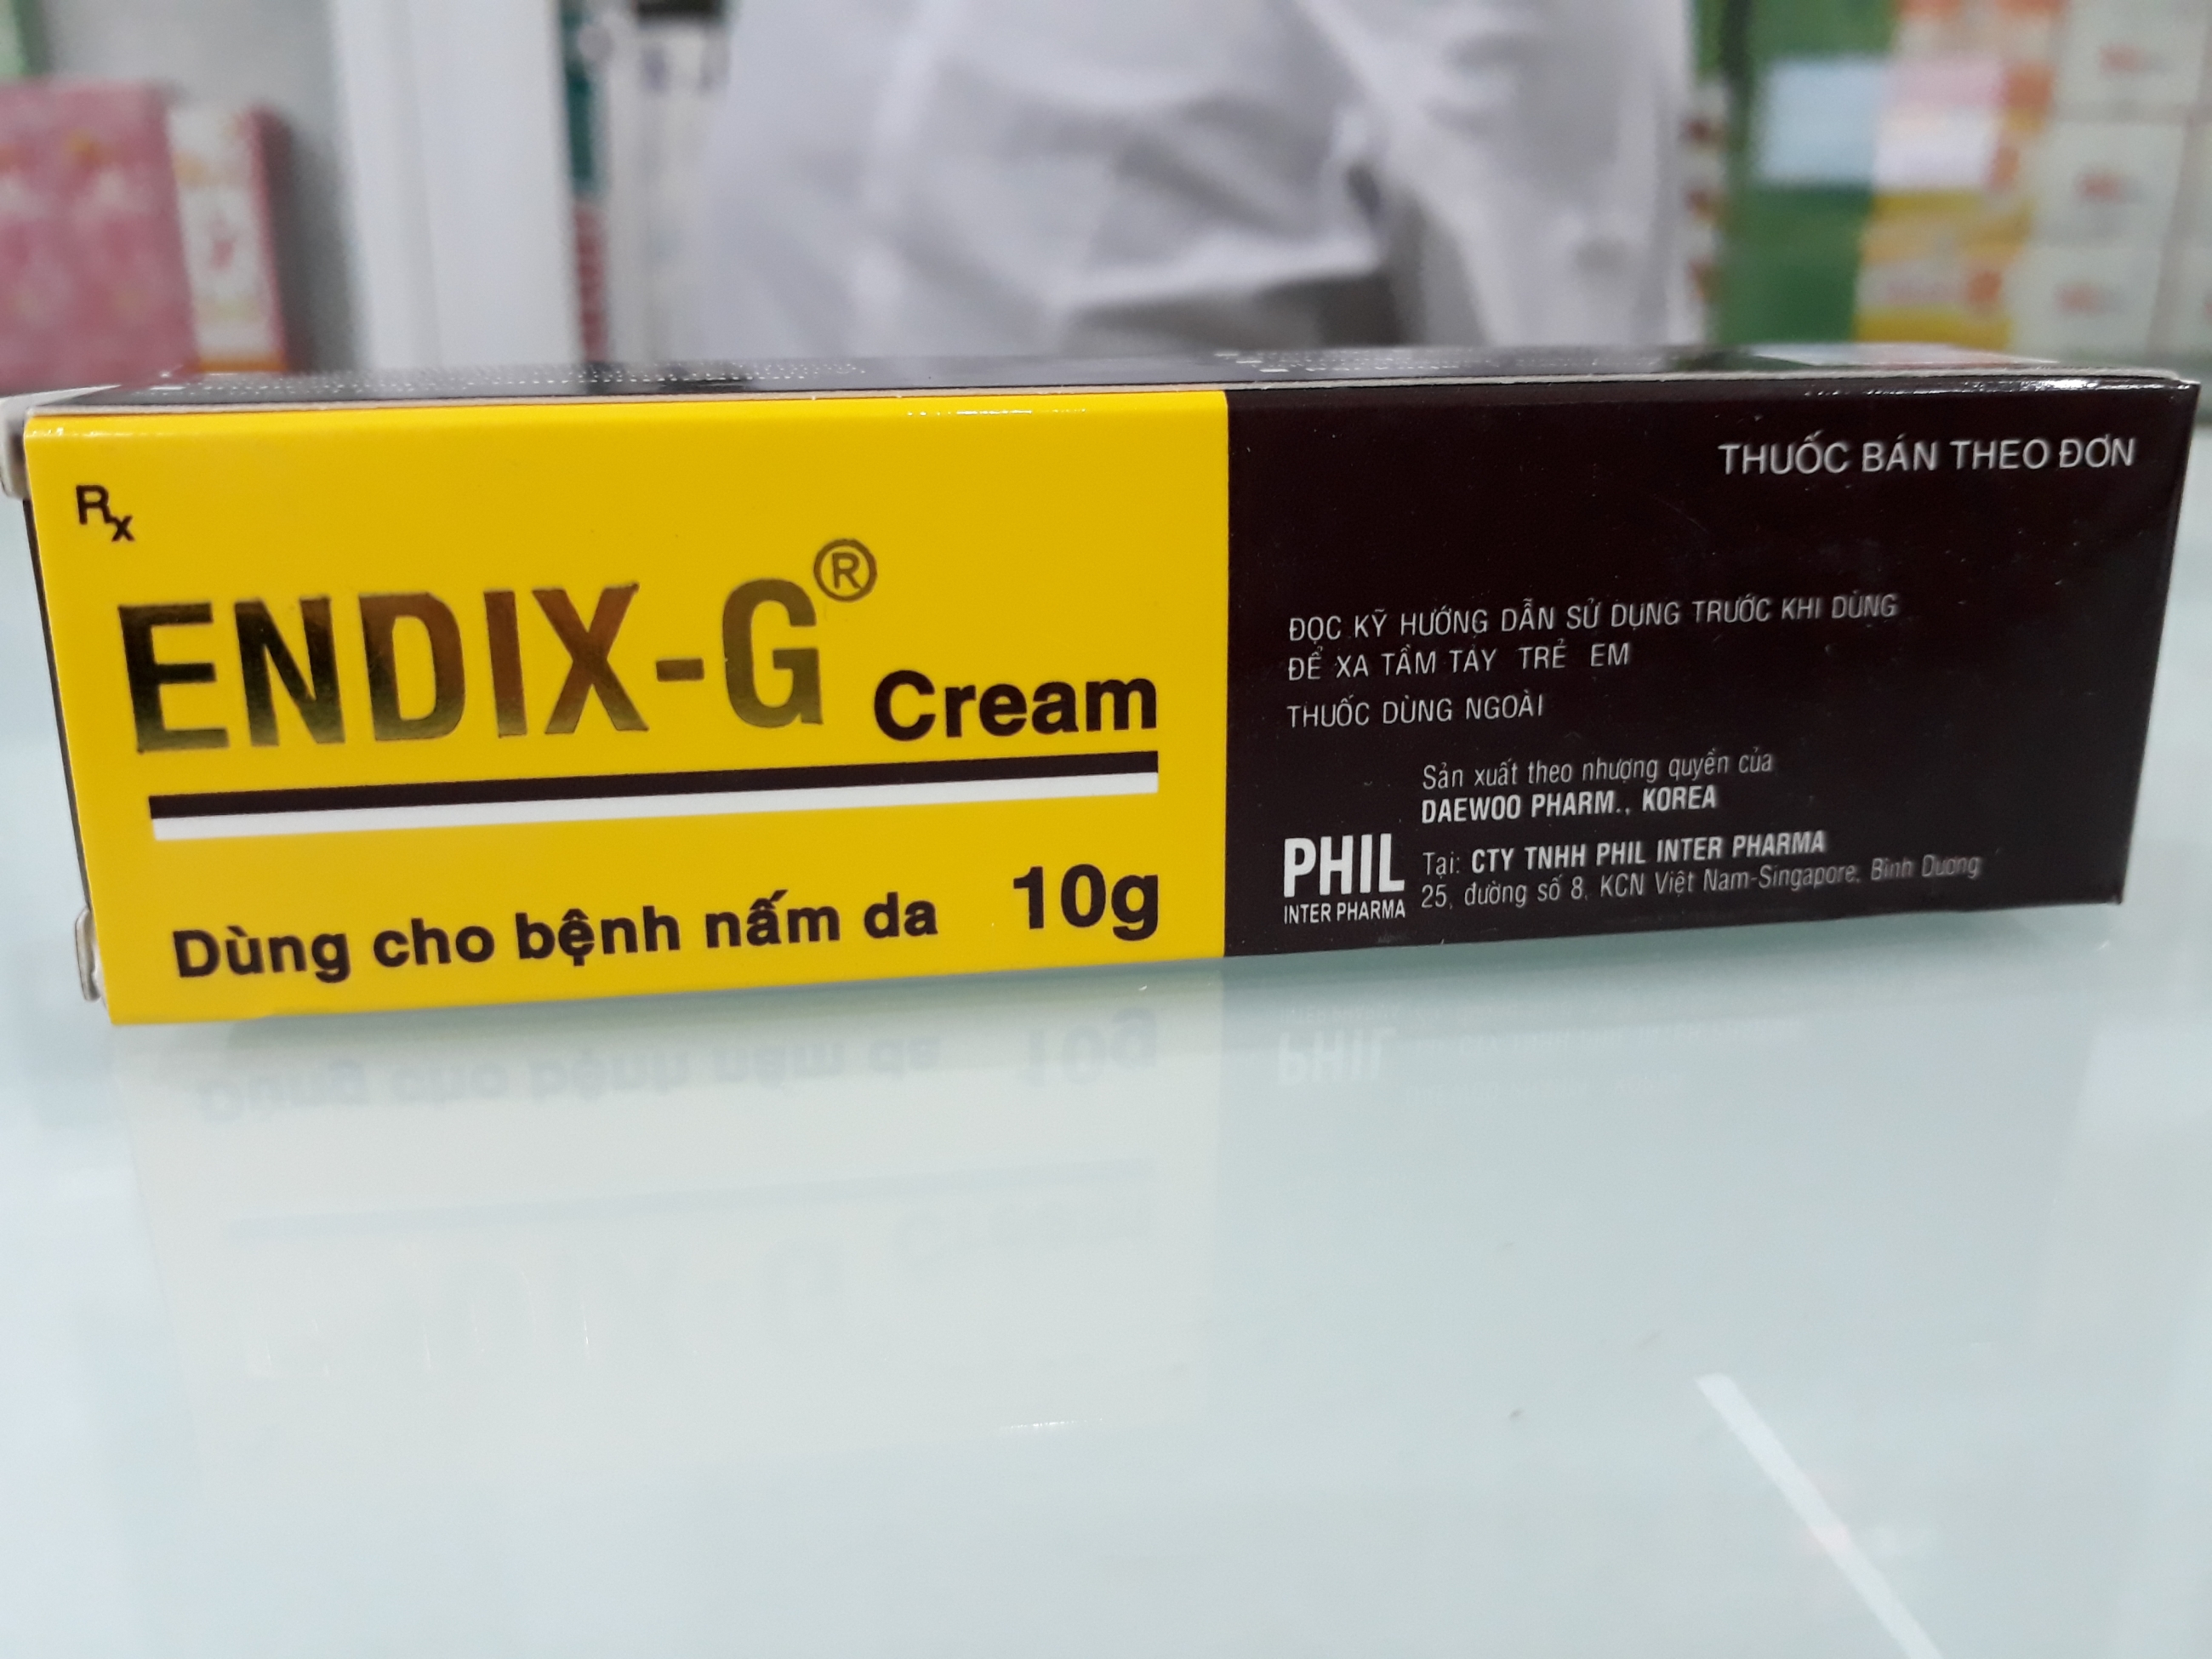 Rx
ENDIX-G® Cream
Dùng cho bệnh nấm da 10g
THUỐC BÁN THEO ĐƠN
ĐỌC KỸ HƯỚNG DẪN SỬ DỤNG TRƯỚC KHI DÙNG
ĐỂ XA TẦM TAY TRẺ EM
THUỐC DÙNG NGOÀI
Sản xuất theo nhượng quyền của
DAEWOO PHARM., KOREA
PHIL
INTER PHARMA
Tại: CTY TNHH PHIL INTER PHARMA
25, đường số 8, KCN Việt Nam-Singapore, Bình Dương